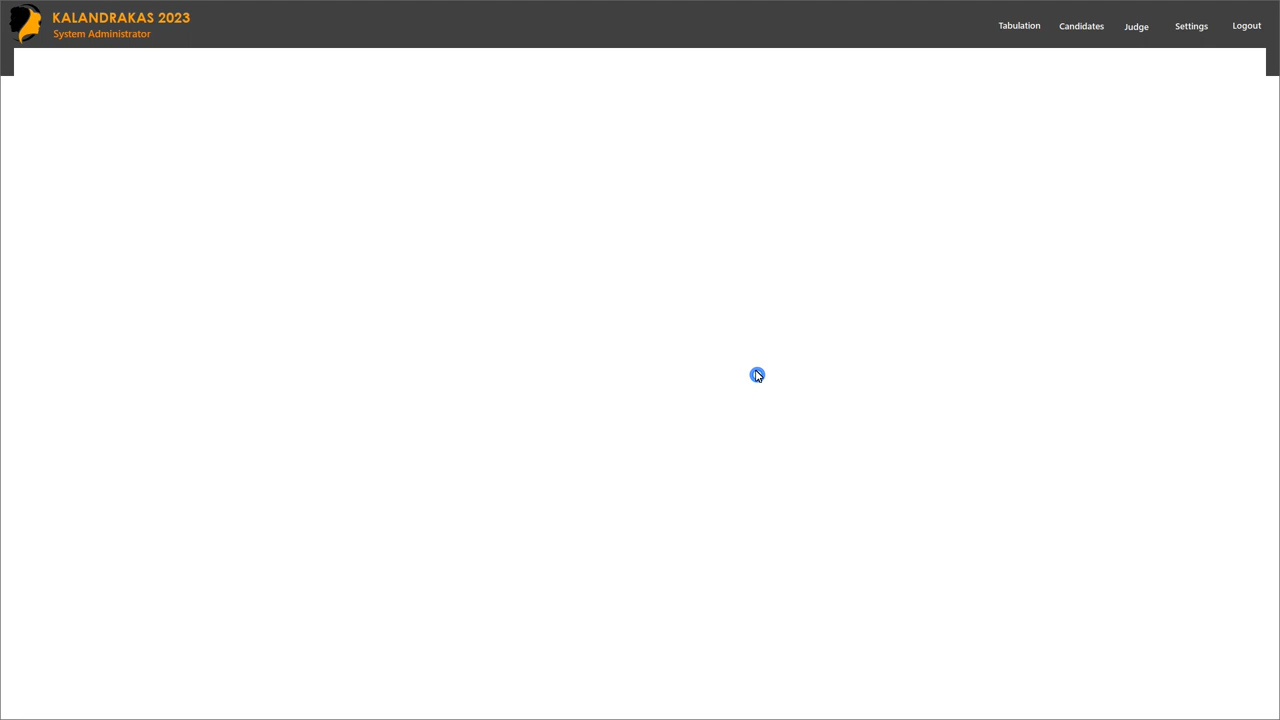 KALANDRAKAS 2023
System Administrator
Tabulation
Candidates
Judge
Settings
Logout